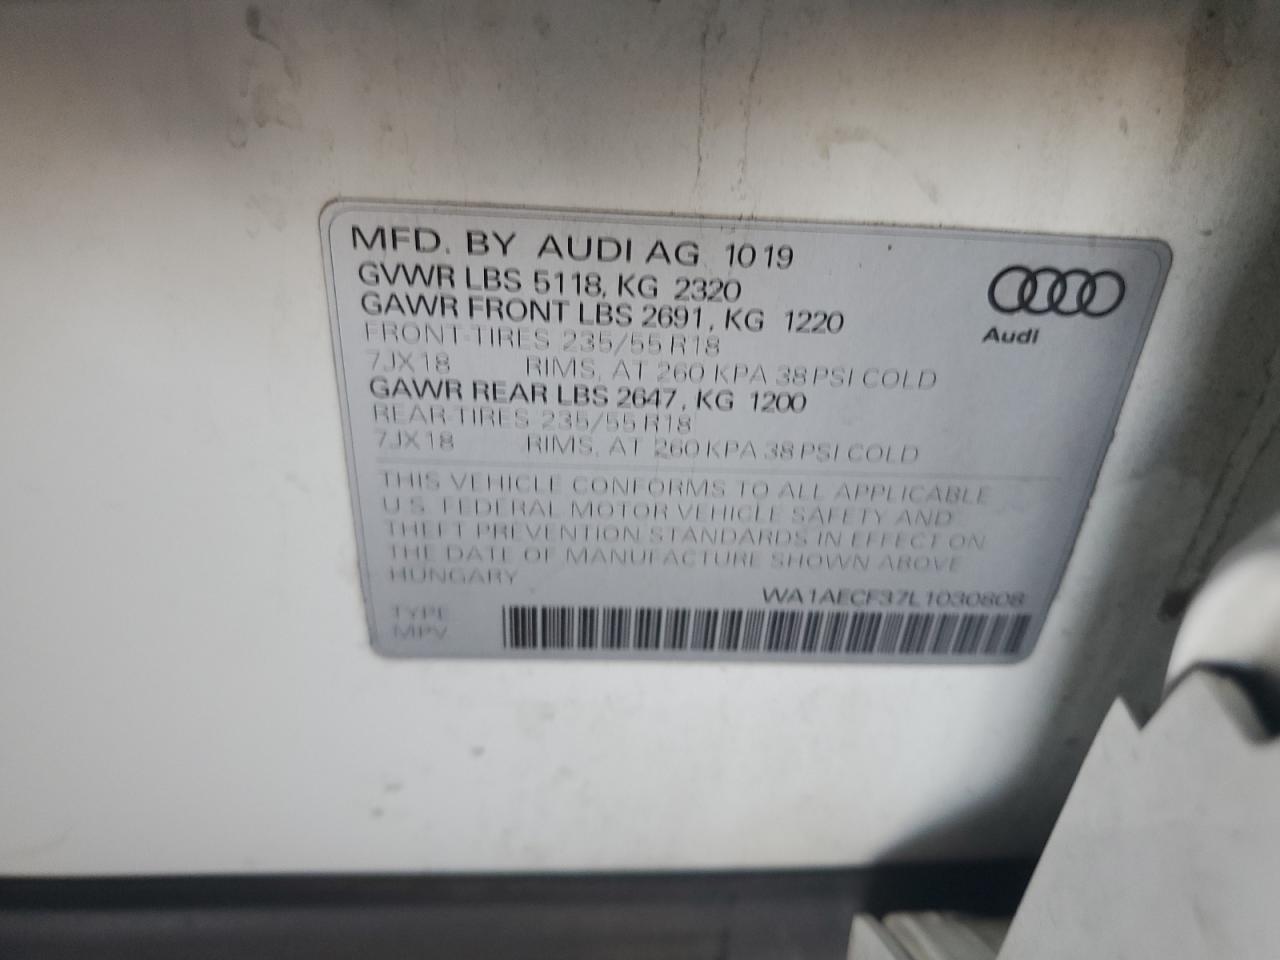 MFD. BY AUDI AG 10 19
GVWR LBS 5118, KG 2320
GAWR FRONT LBS 2691, KG 1220
FRONT-TIRES 235/55 R18
7JX18 RIMS, AT 260 KPA 38 PSI COLD
GAWR REAR LBS 2647, KG 1200
REAR-TIRES 235/55 R18
7JX18 RIMS, AT 260 KPA 38 PSI COLD
Audi
THIS VEHICLE CONFORMS TO ALL APPLICABLE
U.S. FEDERAL MOTOR VEHICLE SAFETY AND
THEFT PREVENTION STANDARDS IN EFFECT ON
THE DATE OF MANUFACTURE SHOWN ABOVE
HUNGARY
WA1AECF37L1030808
TYPE
MPV